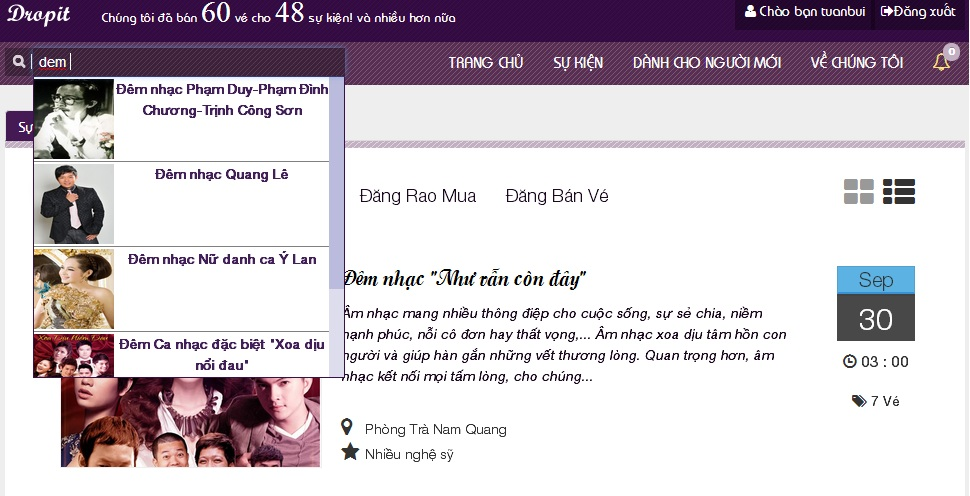 Dropit
Chúng tôi đã bán 60 vé cho 48 sự kiện! và nhiều hơn nữa
Chào bạn tuanbui
Đăng xuất
dem
TRANG CHỦ
SỰ KIỆN
DÀNH CHO NGƯỜI MỚI
VỀ CHÚNG TÔI
0
Sự
Đêm nhạc Phạm Duy-Phạm Đình
Chương-Trịnh Công Sơn
Đêm nhạc Quang Lê
Đêm nhạc Nữ danh ca Ý Lan
Đêm Ca nhạc đặc biệt "Xoa dịu
nổi đau"
Đăng Rao Mua
Đăng Bán Vé
Đêm nhạc "Như vẫn còn đây"
Âm nhạc mang nhiều thông điệp cho cuộc sống, sự sẻ chia, niềm
hạnh phúc, nỗi cô đơn hay thất vọng,... Âm nhạc xoa dịu tâm hồn con
người và giúp hàn gắn những vết thương lòng. Quan trọng hơn, âm
nhạc kết nối mọi tấm lòng, cho chúng...
Phòng Trà Nam Quang
Nhiều nghệ sỹ
Sep
30
03 : 00
7 Vé